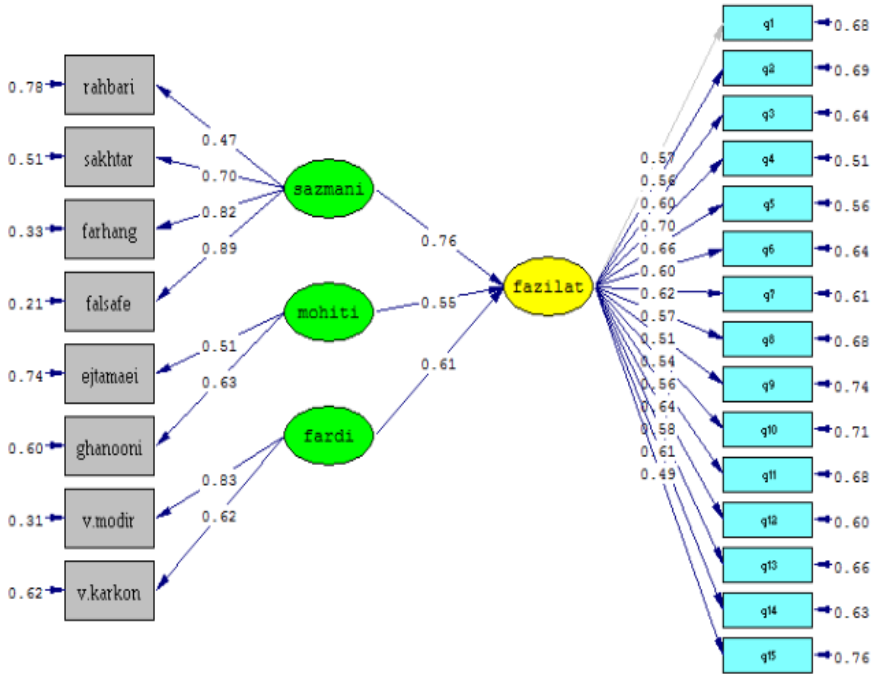 0.78
rahbari
0.51
sakhtar
0.33
farhang
0.21
falsafe
0.74
ejtamaei
0.60
ghanooni
0.31
v.modir
0.62
v.karkon
0.47
0.70
0.82
0.89
0.51
0.63
0.83
0.62
sazmani
mohiti
fardi
0.76
0.55
0.61
fazilat
0.57
0.56
0.60
0.70
0.66
0.60
0.62
0.57
0.51
0.54
0.56
0.64
0.58
0.61
0.49
q1
0.68
q2
0.69
q3
0.64
q4
0.51
q5
0.56
q6
0.64
q7
0.61
q8
0.68
q9
0.74
q10
0.71
q11
0.68
q12
0.60
q13
0.66
q14
0.63
q15
0.76